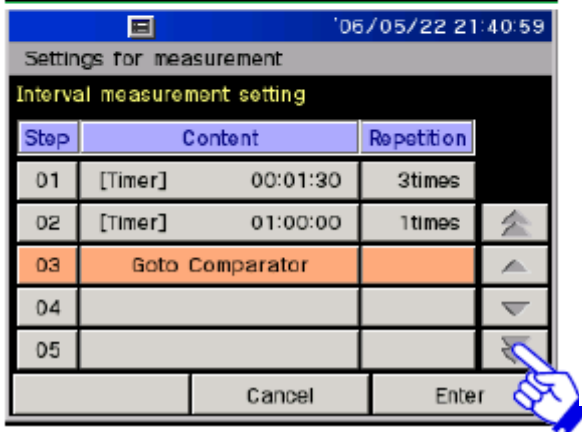 '06/05/22 21:40:59
Settings for measurement
Interval measurement setting
Step Content Repetition
01 [Timer] 00:01:30 3times
02 [Timer] 01:00:00 1times
03 Goto Comparator
04
05
Cancel Enter